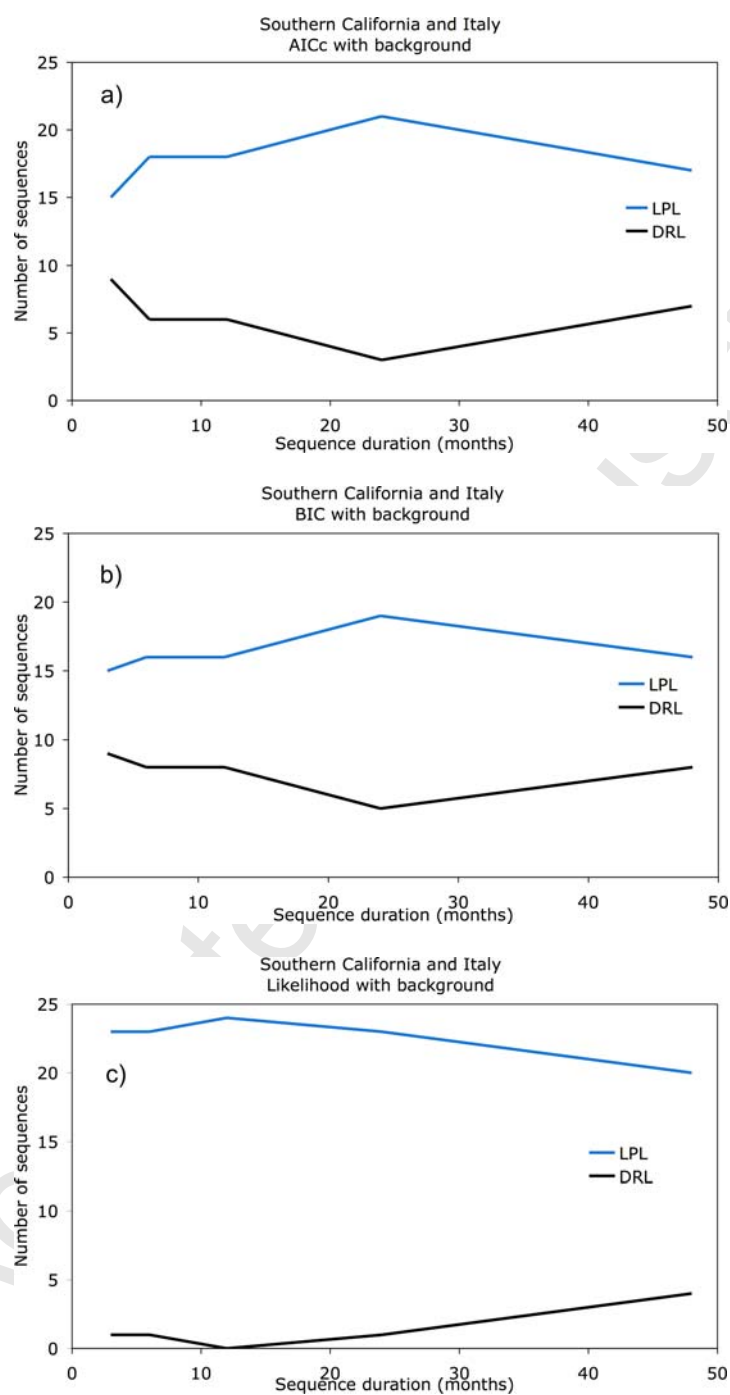 Southern California and Italy
AICc with background
25
20
15
10
5
0
Number of sequences
a)
LPL
DRL
0 10 20 30 40 50
Sequence duration (months)
Southern California and Italy
BIC with background
25
20
15
10
5
0
Number of sequences
b)
LPL
DRL
0 10 20 30 40 50
Sequence duration (months)
Southern California and Italy
Likelihood with background
25
20
15
10
5
0
Number of sequences
c)
LPL
DRL
0 10 20 30 40 50
Sequence duration (months)